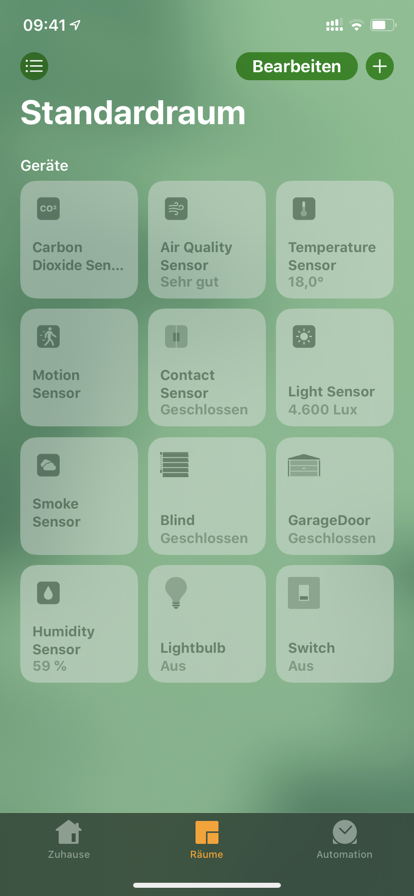 09:41
Bearbeiten
Standardraum
Geräte
CO²
Carbon
Dioxide Sen...
Air Quality
Sensor
Sehr gut
Temperature
Sensor
18,0°
Motion
Sensor
Contact
Sensor
Geschlossen
Light Sensor
4.600 Lux
Smoke
Sensor
Blind
Geschlossen
GarageDoor
Geschlossen
Humidity
Sensor
59 %
Lightbulb
Aus
Switch
Aus
Zuhause
Räume
Automation